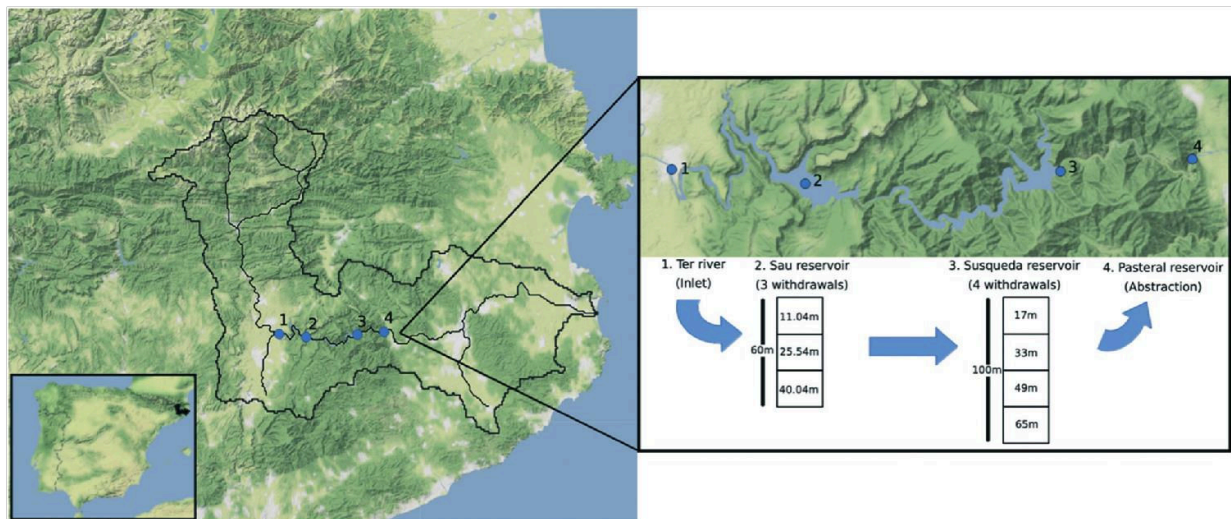 1
2
3
4
1
2
3
4
1. Ter river
(Inlet)
2. Sau reservoir
(3 withdrawals)
3. Susqueda reservoir
(4 withdrawals)
4. Pasteral reservoir
(Abstraction)
60m
11.04m
25.54m
40.04m
100m
17m
33m
49m
65m